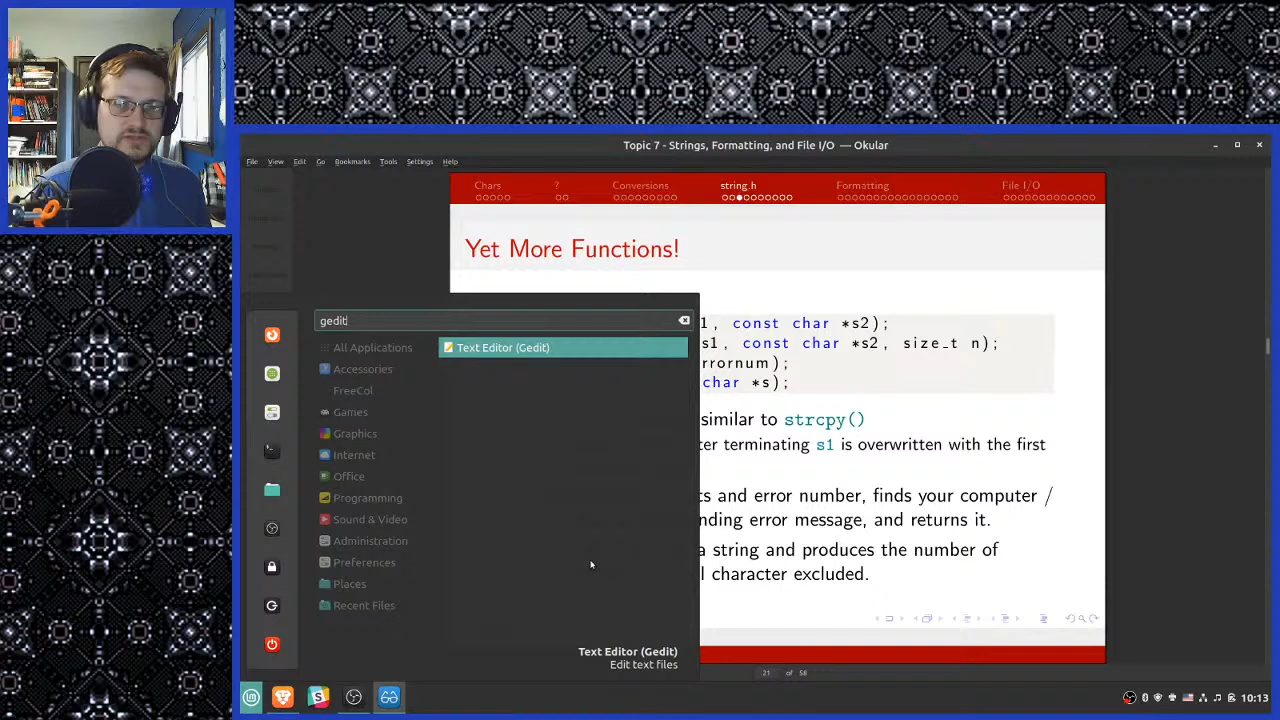 Topic 7 - Strings, Formatting, and File I/O — Okular
File View Edit Go Bookmarks Tools Settings Help
Chars ? Conversions string.h Formatting File I/O
Yet More Functions!
gedit
1, const char *s2);
s1, const char *s2, size_t n);
rrornum);
char *s);
All Applications
Accessories
FreeCol
Games
Graphics
Internet
Office
Programming
Sound & Video
Administration
Preferences
Places
Recent Files
Text Editor (Gedit)
similar to strcpy()
ter terminating s1 is overwritten with the first
ts and error number, finds your computer /
nding error message, and returns it.
a string and produces the number of
l character excluded.
Text Editor (Gedit)
Edit text files
21 of 58
10:13